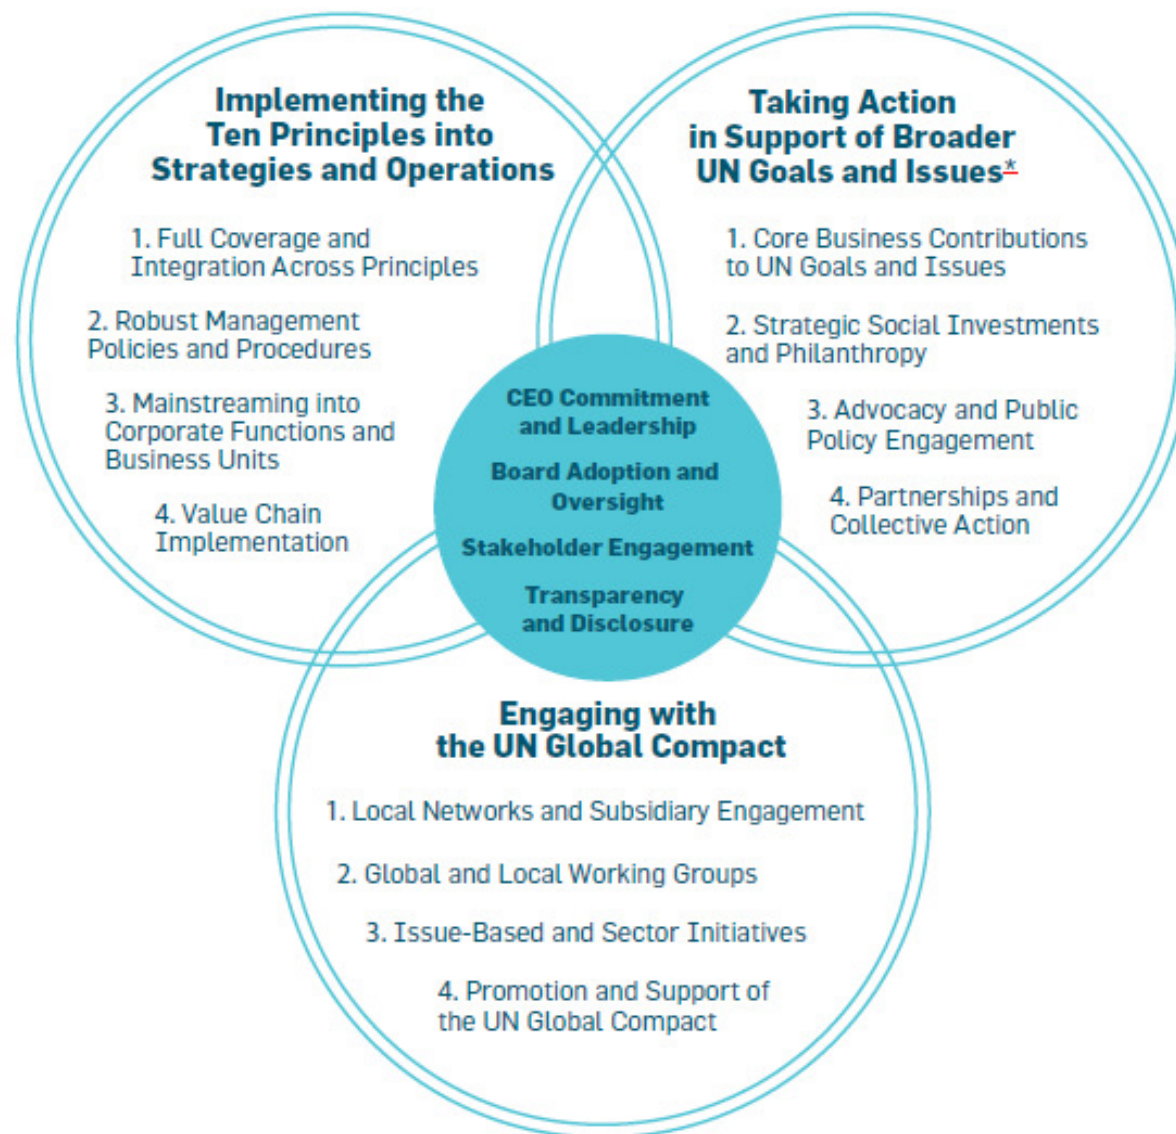 Implementing the
Ten Principles into
Strategies and Operations
1. Full Coverage and
Integration Across Principles
2. Robust Management
Policies and Procedures
3. Mainstreaming into
Corporate Functions and
Business Units
4. Value Chain
Implementation
Taking Action
in Support of Broader
UN Goals and Issues*
1. Core Business Contributions
to UN Goals and Issues
2. Strategic Social Investments
and Philanthropy
3. Advocacy and Public
Policy Engagement
4. Partnerships and
Collective Action
CEO Commitment
and Leadership
Board Adoption and
Oversight
Stakeholder Engagement
Transparency
and Disclosure
Engaging with
the UN Global Compact
1. Local Networks and Subsidiary Engagement
2. Global and Local Working Groups
3. Issue-Based and Sector Initiatives
4. Promotion and Support of
the UN Global Compact